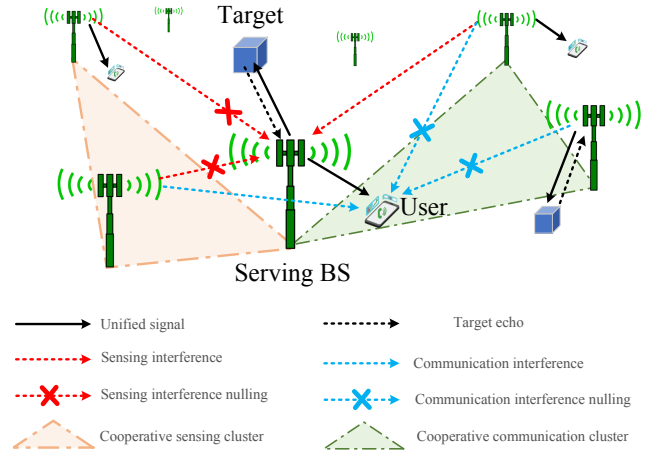 Target
User
Serving BS
Unified signal
Target echo
Sensing interference
Communication interference
Sensing interference nulling
Communication interference nulling
Cooperative sensing cluster
Cooperative communication cluster